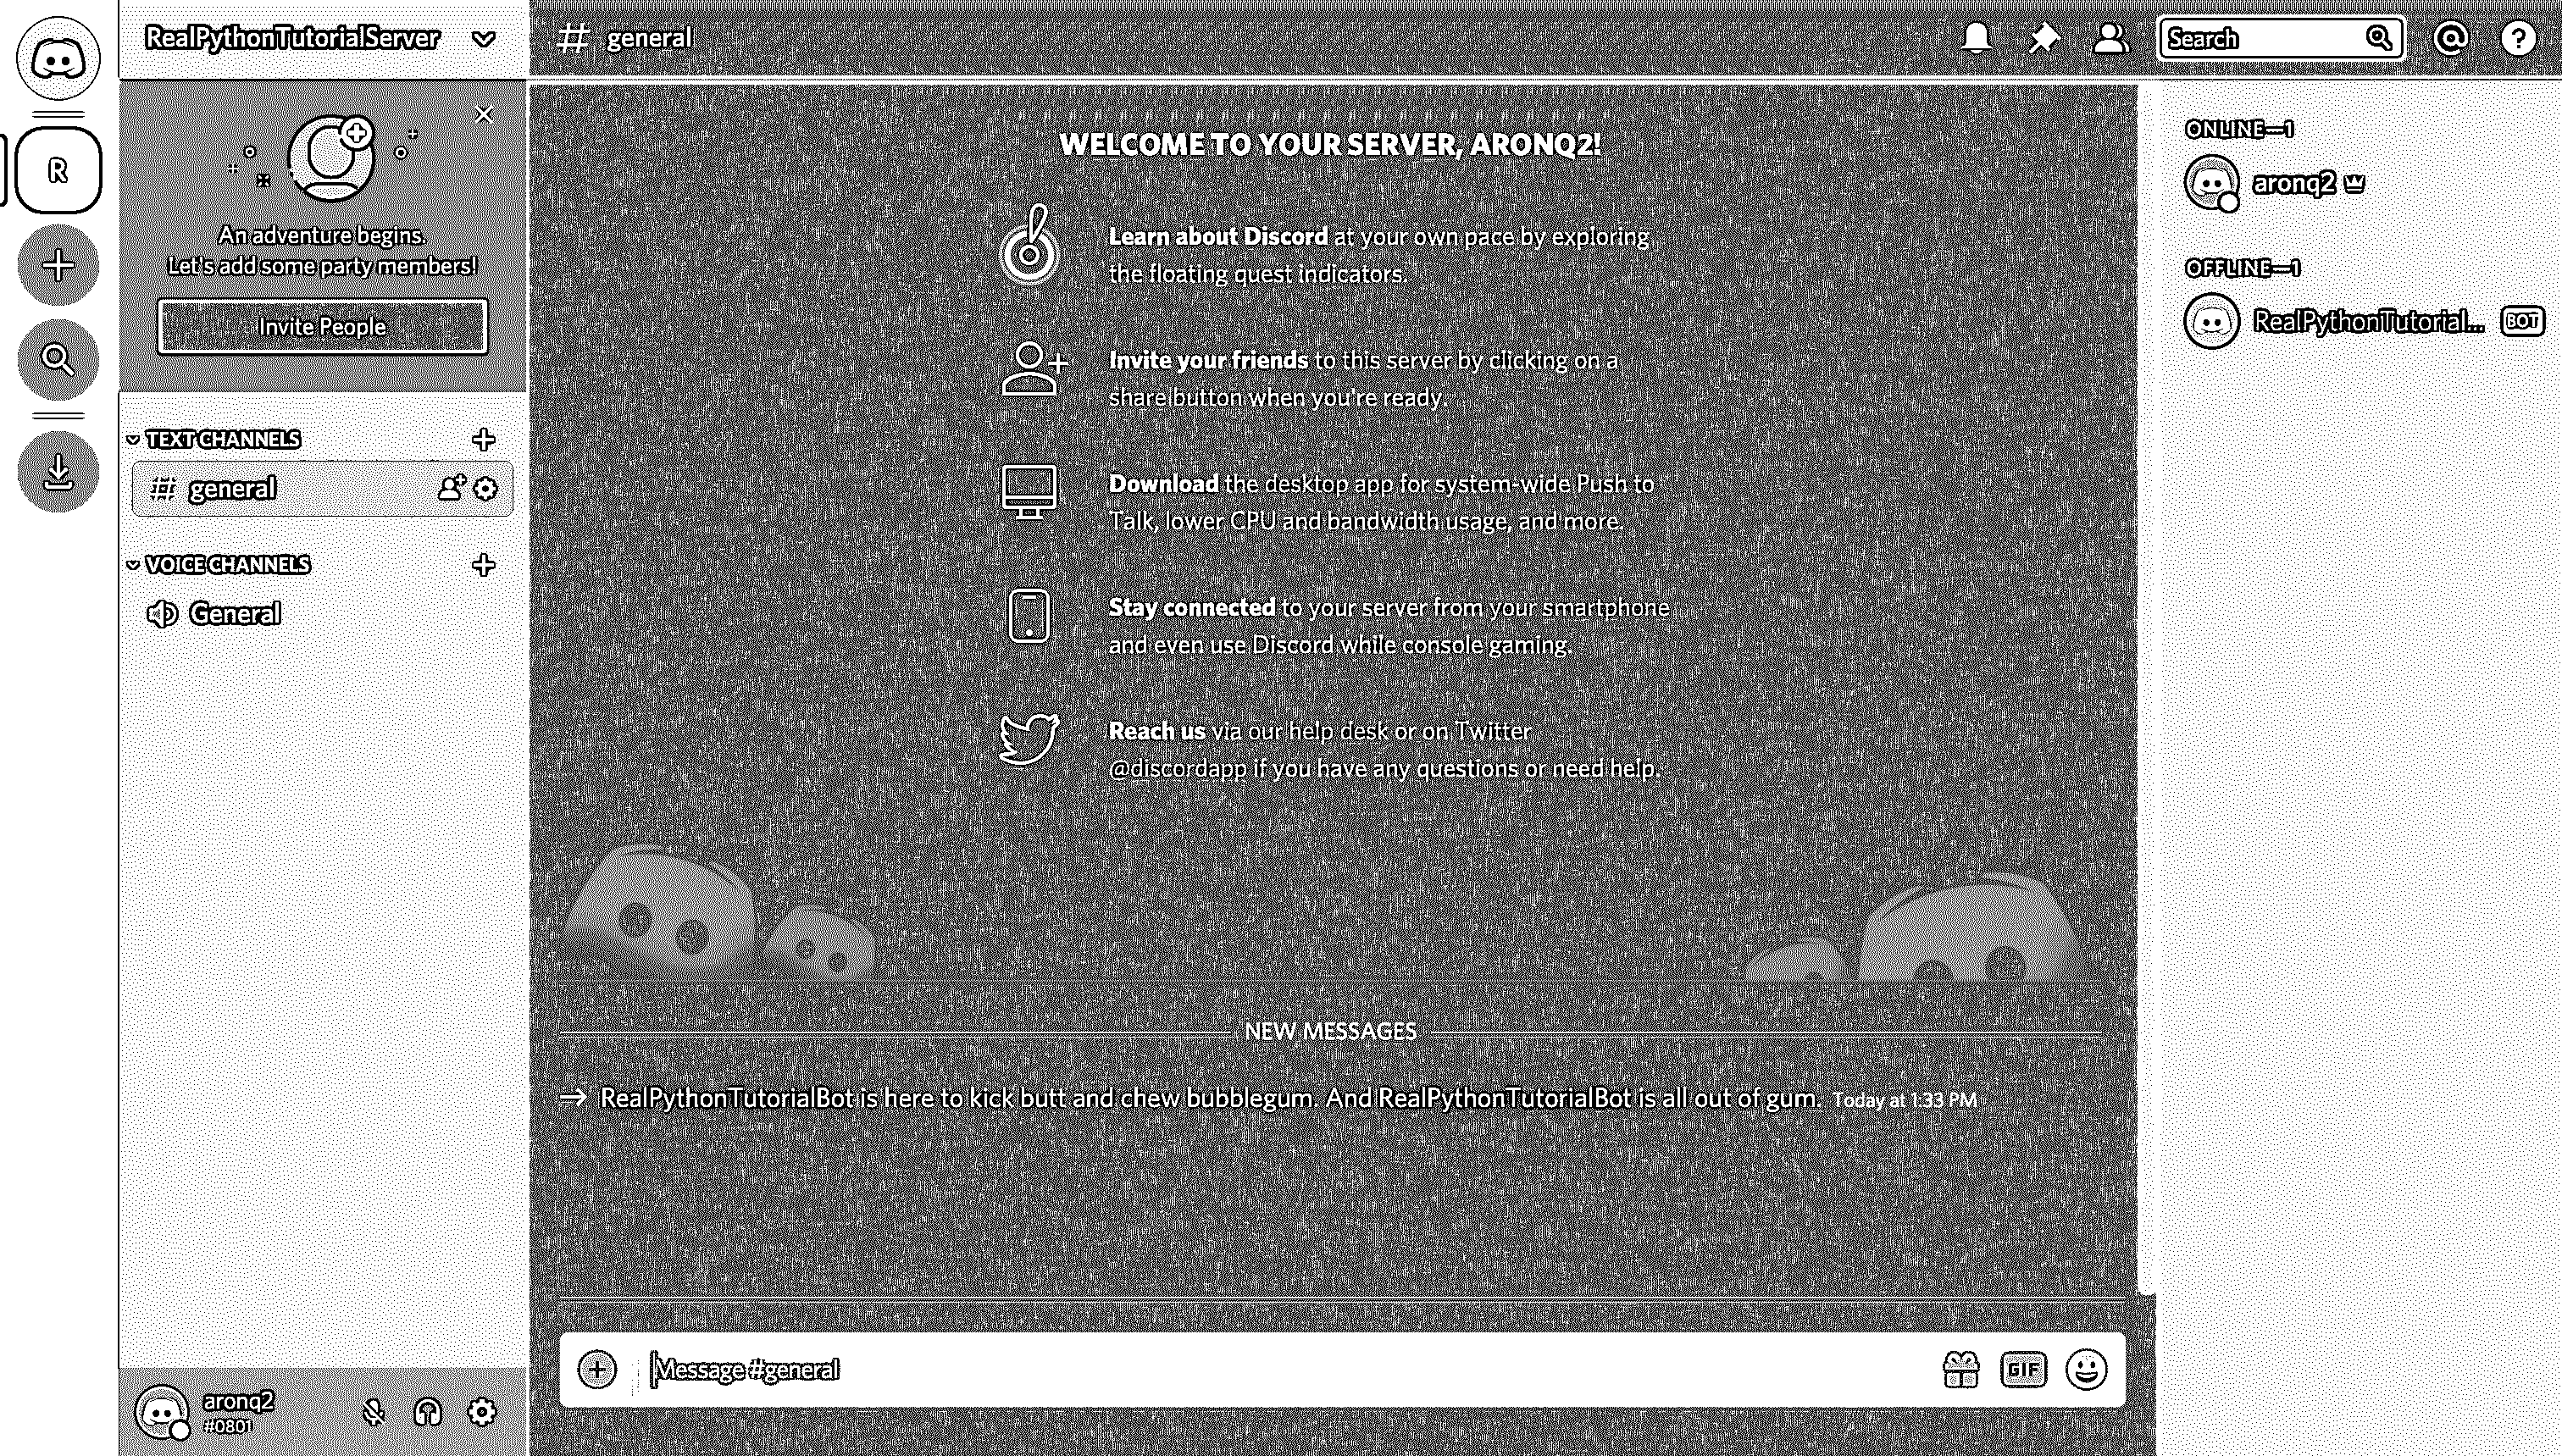 RealPythonTutorialServer
R
An adventure begins.
Let's add some party members!
Invite People
TEXT CHANNELS
# general
VOICE CHANNELS
General
aronq2
#0801
# general
Search
@
?
WELCOME TO YOUR SERVER, ARONQ2!
Learn about Discord at your own pace by exploring
the floating quest indicators.
Invite your friends to this server by clicking on a
share button when you're ready.
Download the desktop app for system-wide Push to
Talk, lower CPU and bandwidth usage, and more.
Stay connected to your server from your smartphone
and even use Discord while console gaming.
Reach us via our help desk or on Twitter
@discordapp if you have any questions or need help.
NEW MESSAGES
→ RealPythonTutorialBot is here to kick butt and chew bubblegum. And RealPythonTutorialBot is all out of gum. Today at 1:33 PM
Message #general
GIF
ONLINE—1
aronq2
OFFLINE—1
RealPythonTutorial... BOT